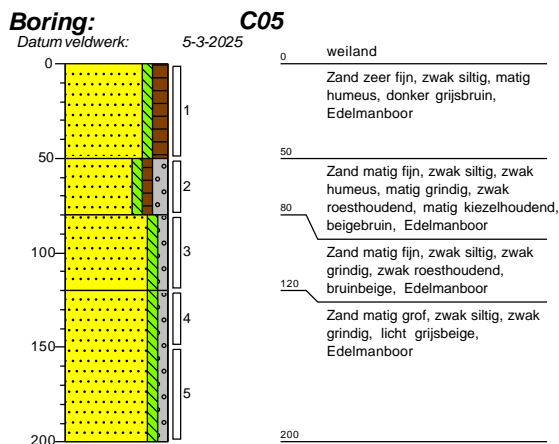 Boring: C05
Datum veldwerk: 5-3-2025
0
50
100
150
200
1
2
3
4
5
0 weiland
Zand zeer fijn, zwak siltig, matig
humeus, donker grijsbruin,
Edelmanboor
50
Zand matig fijn, zwak siltig, zwak
humeus, matig grindig, zwak
roesthoudend, matig kiezelhoudend,
beigebruin, Edelmanboor
80
Zand matig fijn, zwak siltig, zwak
grindig, zwak roesthoudend,
bruinbeige, Edelmanboor
120
Zand matig grof, zwak siltig, zwak
grindig, licht grijsbeige,
Edelmanboor
200